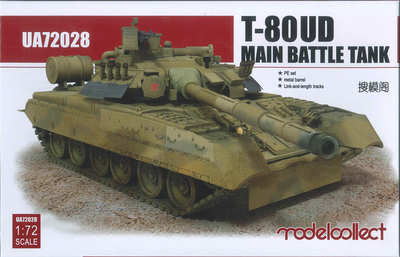 UA72028
T-80UD
MAIN BATTLE TANK
• PE set
• metal barrel
• Link-and-length tracks
搜模阁
UA72028
1:72
SCALE
modelcollect